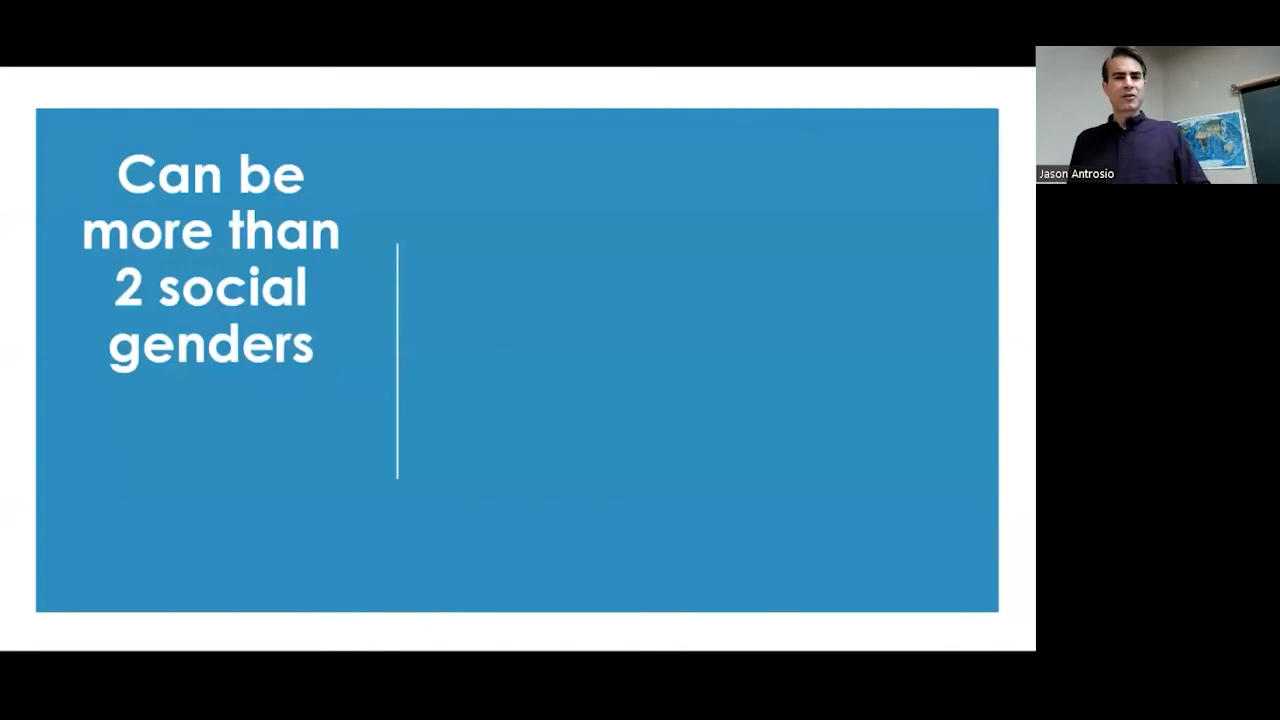 Can be
more than
2 social
genders
Jason Antrosio